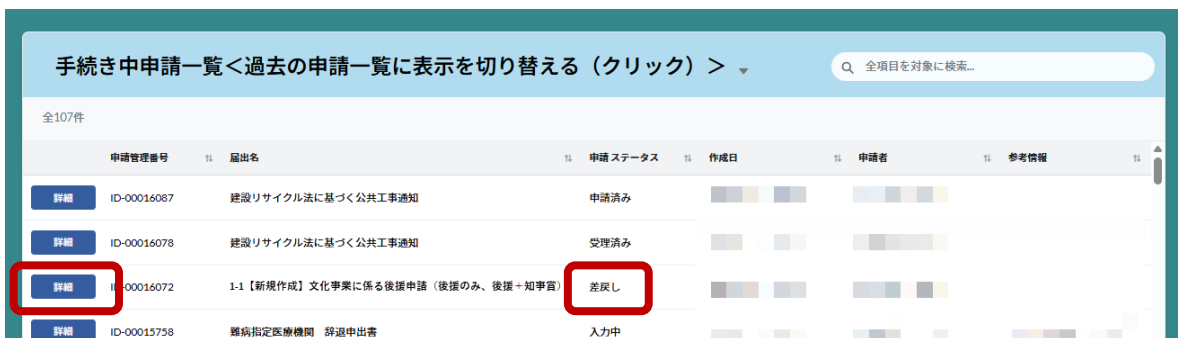 手続き中申請一覧＜過去の申請一覧に表示を切り替える（クリック）＞
全項目を対象に検索...
全107件
申請管理番号 届出名 申請ステータス 作成日 申請者 参考情報
詳細 ID-00016087 建設リサイクル法に基づく公共工事通知 申請済み
詳細 ID-00016078 建設リサイクル法に基づく公共工事通知 受理済み
詳細 ID-00016072 1-1【新規作成】文化事業に係る後援申請（後援のみ、後援＋知事賞） 差戻し
詳細 ID-00015758 難病指定医療機関 辞退申出書 入力中